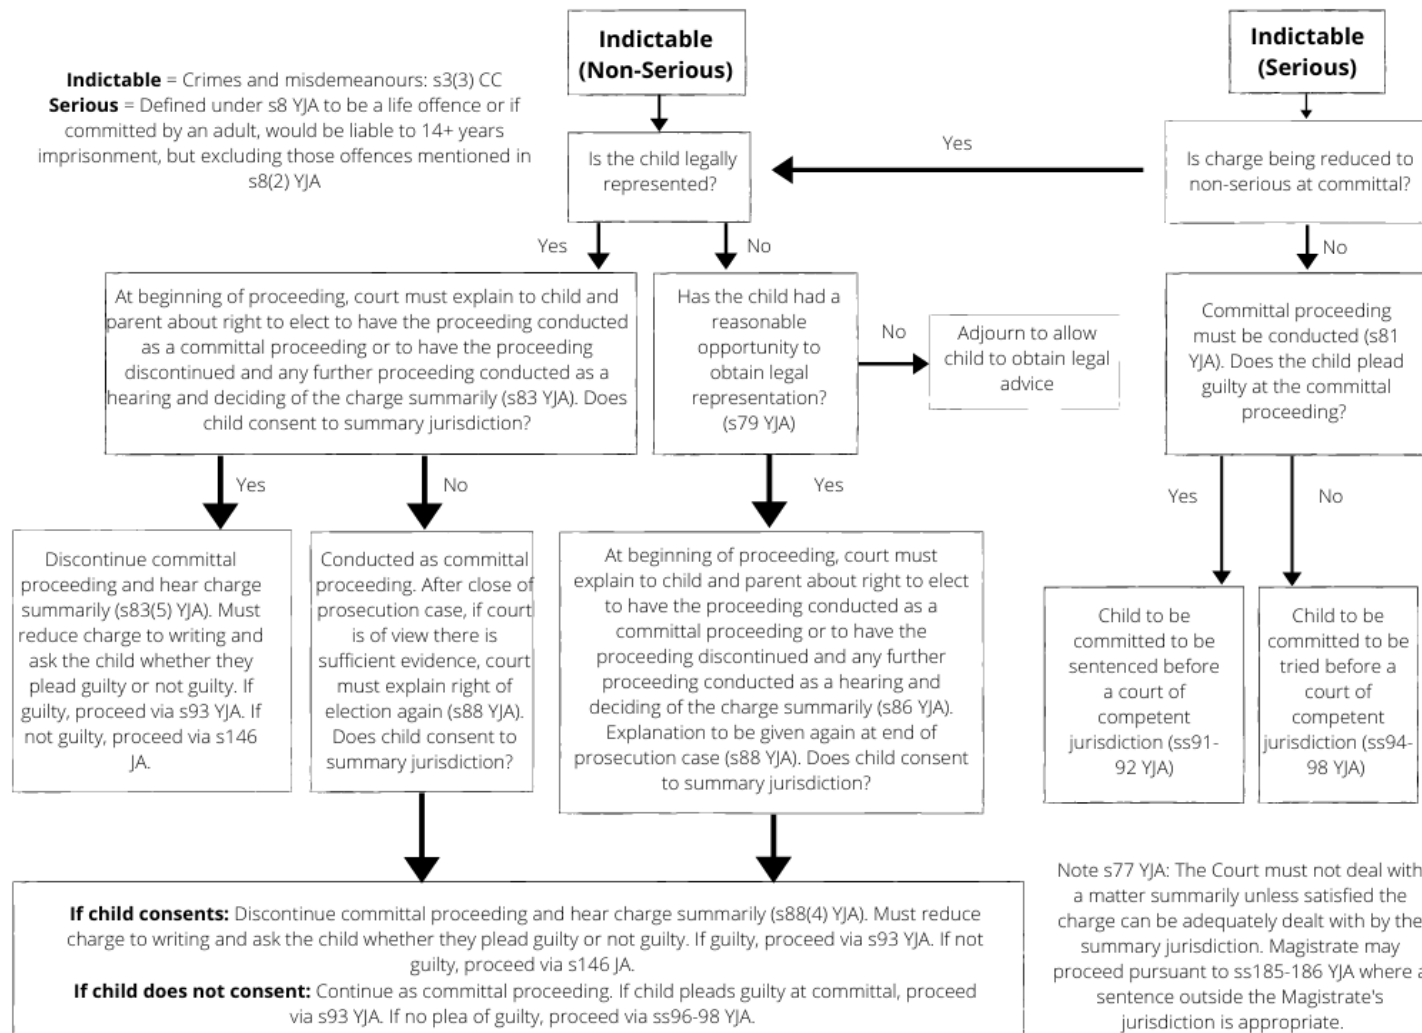 Indictable
(Non-Serious)
Indictable
(Serious)
Indictable = Crimes and misdemeanours: s3(3) CC
Serious = Defined under s8 YJA to be a life offence or if
committed by an adult, would be liable to 14+ years
imprisonment, but excluding those offences mentioned in
s8(2) YJA
Is the child legally
represented?
Yes
Is charge being reduced to
non-serious at committal?
Yes
No
No
At beginning of proceeding, court must explain to child and
parent about right to elect to have the proceeding conducted
as a committal proceeding or to have the proceeding
discontinued and any further proceeding conducted as a
hearing and deciding of the charge summarily (s83 YJA). Does
child consent to summary jurisdiction?
Has the child had a
reasonable
opportunity to
obtain legal
representation?
(s79 YJA)
No
Adjourn to allow
child to obtain legal
advice
Committal proceeding
must be conducted (s81
YJA). Does the child plead
guilty at the committal
proceeding?
Yes
No
Yes
Yes
No
Discontinue committal
proceeding and hear charge
summarily (s83(5) YJA). Must
reduce charge to writing and
ask the child whether they
plead guilty or not guilty. If
guilty, proceed via s93 YJA. If
not guilty, proceed via s146
JA.
Conducted as committal
proceeding. After close of
prosecution case, if court
is of view there is
sufficient evidence, court
must explain right of
election again (s88 YJA).
Does child consent to
summary jurisdiction?
At beginning of proceeding, court must
explain to child and parent about right to elect
to have the proceeding conducted as a
committal proceeding or to have the
proceeding discontinued and any further
proceeding conducted as a hearing and
deciding of the charge summarily (s86 YJA).
Explanation to be given again at end of
prosecution case (s88 YJA). Does child consent
to summary jurisdiction?
Child to be
committed to be
sentenced before
a court of
competent
jurisdiction (ss91-
92 YJA)
Child to be
committed to be
tried before a
court of
competent
jurisdiction (ss94-
98 YJA)
If child consents: Discontinue committal proceeding and hear charge summarily (s88(4) YJA). Must reduce
charge to writing and ask the child whether they plead guilty or not guilty. If guilty, proceed via s93 YJA. If not
guilty, proceed via s146 JA.
If child does not consent: Continue as committal proceeding. If child pleads guilty at committal, proceed
via s93 YJA. If no plea of guilty, proceed via ss96-98 YJA.
Note s77 YJA: The Court must not deal with
a matter summarily unless satisfied the
charge can be adequately dealt with by the
summary jurisdiction. Magistrate may
proceed pursuant to ss185-186 YJA where a
sentence outside the Magistrate's
jurisdiction is appropriate.